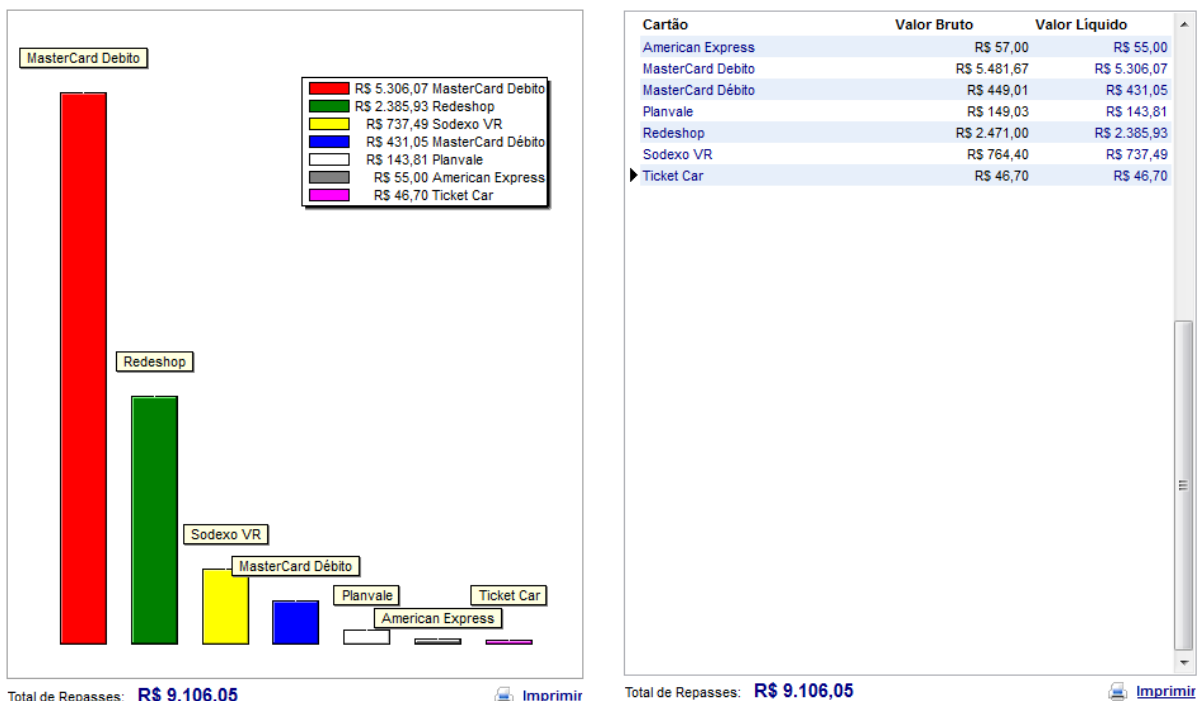 MasterCard Debito
R$ 5.306,07 MasterCard Debito
R$ 2.385,93 Redeshop
R$ 737,49 Sodexo VR
R$ 431,05 MasterCard Débito
R$ 143,81 Planvale
R$ 55,00 American Express
R$ 46,70 Ticket Car
Redeshop
Sodexo VR
MasterCard Débito
Planvale
Ticket Car
American Express
Total de Repasses: R$ 9.106,05 Imprimir
Cartão Valor Bruto Valor Líquido
American Express R$ 57,00 R$ 55,00
MasterCard Debito R$ 5.481,67 R$ 5.306,07
MasterCard Débito R$ 449,01 R$ 431,05
Planvale R$ 149,03 R$ 143,81
Redeshop R$ 2.471,00 R$ 2.385,93
Sodexo VR R$ 764,40 R$ 737,49
Ticket Car R$ 46,70 R$ 46,70
Total de Repasses: R$ 9.106,05 Imprimir